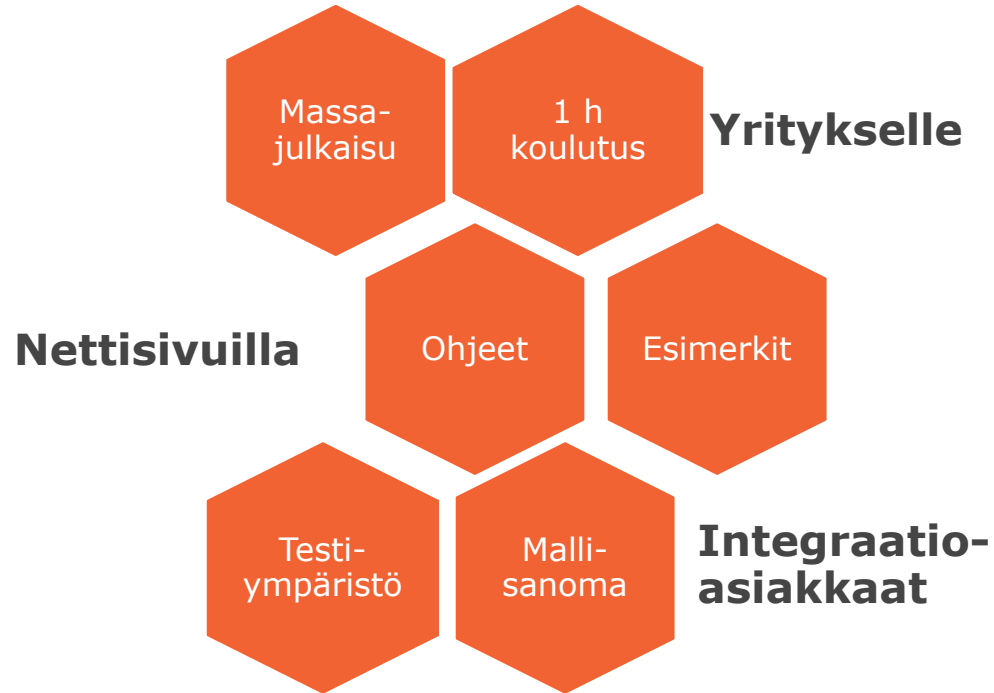 Massa-
julkaisu
1 h
koulutus
Yritykselle
Nettisivuilla
Ohjeet
Esimerkit
Testi-
ympäristö
Malli-
sanoma
Integraatio-
asiakkaat